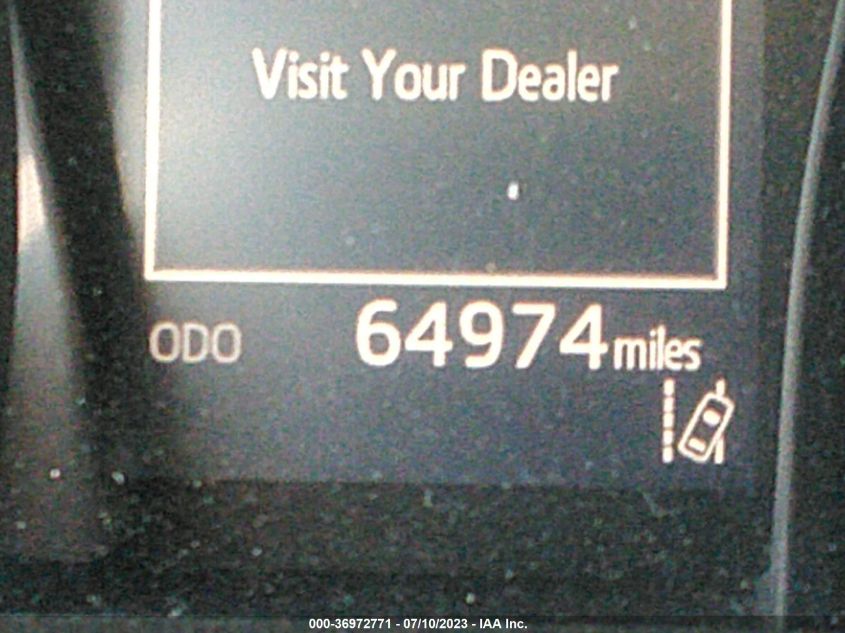 Visit Your Dealer
ODO 64974 miles
000-36972771 - 07/10/2023 - IAA Inc.